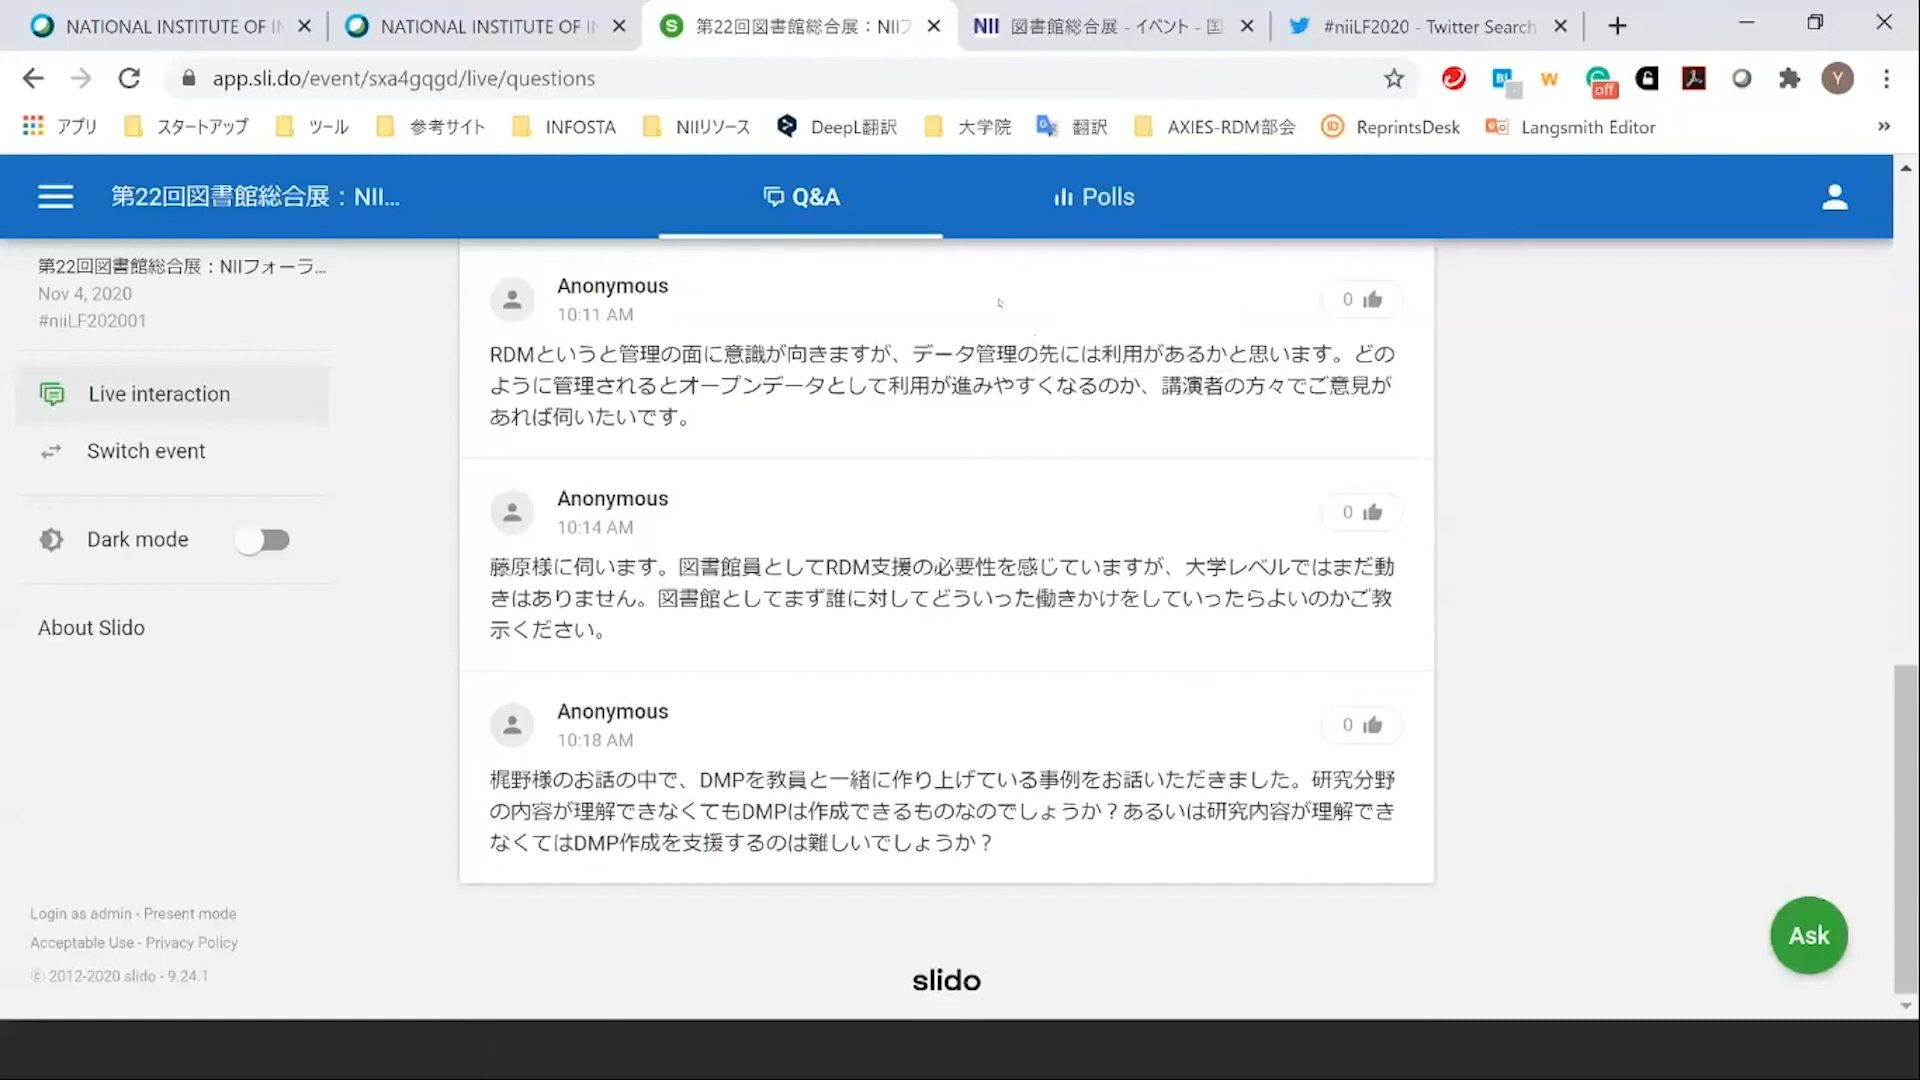 NATIONAL INSTITUTE OF IN
NATIONAL INSTITUTE OF IN
第22回図書館総合展：NIIフ
NII 図書館総合展 - イベント - 国
#niiLF2020 - Twitter Search
app.sli.do/event/sxa4gqgd/live/questions
off
Y
アプリ
スタートアップ
ツール
参考サイト
INFOSTA
NIIリソース
DeepL翻訳
大学院
翻訳
AXIES-RDM部会
ReprintsDesk
Langsmith Editor
第22回図書館総合展：NII...
Q&A
Polls
第22回図書館総合展：NIIフォーラ...
Nov 4, 2020
#niiLF202001
Live interaction
Switch event
Dark mode
About Slido
Login as admin - Present mode
Acceptable Use - Privacy Policy
© 2012-2020 slido - 9.24.1
Anonymous
10:11 AM
0
RDMというと管理の面に意識が向きますが、データ管理の先には利用があるかと思います。どの
ように管理されるとオープンデータとして利用が進みやすくなるのか、講演者の方々でご意見が
あれば伺いたいです。
Anonymous
10:14 AM
0
藤原様に伺います。図書館員としてRDM支援の必要性を感じていますが、大学レベルではまだ動
きはありません。図書館としてまず誰に対してどういった働きかけをしていったらよいのかご教
示ください。
Anonymous
10:18 AM
0
梶野様のお話の中で、DMPを教員と一緒に作り上げている事例をお話いただきました。研究分野
の内容が理解できなくてもDMPは作成できるものなのでしょうか？あるいは研究内容が理解でき
なくてはDMP作成を支援するのは難しいでしょうか？
Ask
slido